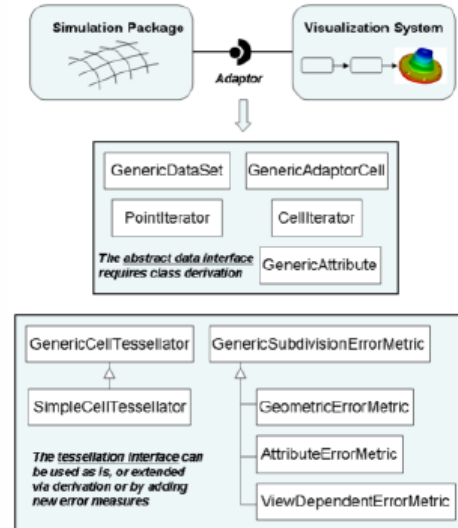 Simulation Package
Visualization System
Adaptor
GenericDataSet
GenericAdaptorCell
PointIterator
CellIterator
GenericAttribute
The abstract data interface
requires class derivation
GenericCellTessellator
GenericSubdivisionErrorMetric
SimpleCellTessellator
GeometricErrorMetric
AttributeErrorMetric
ViewDependentErrorMetric
The tessellation interface can
be used as is, or extended
via derivation or by adding
new error measures